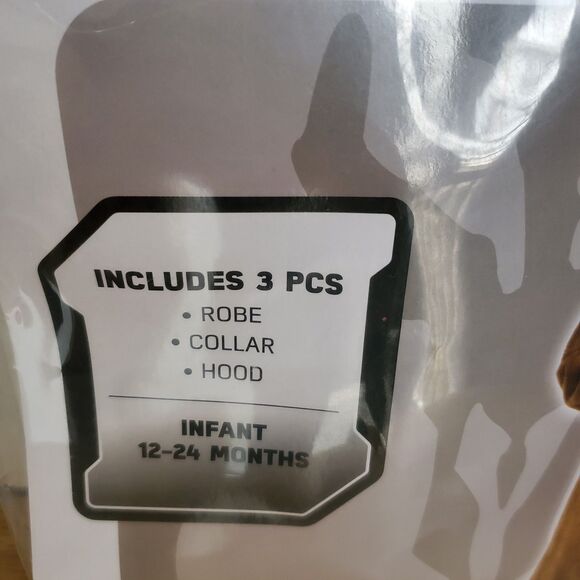 INCLUDES 3 PCS
• ROBE
• COLLAR
• HOOD
INFANT
12-24 MONTHS